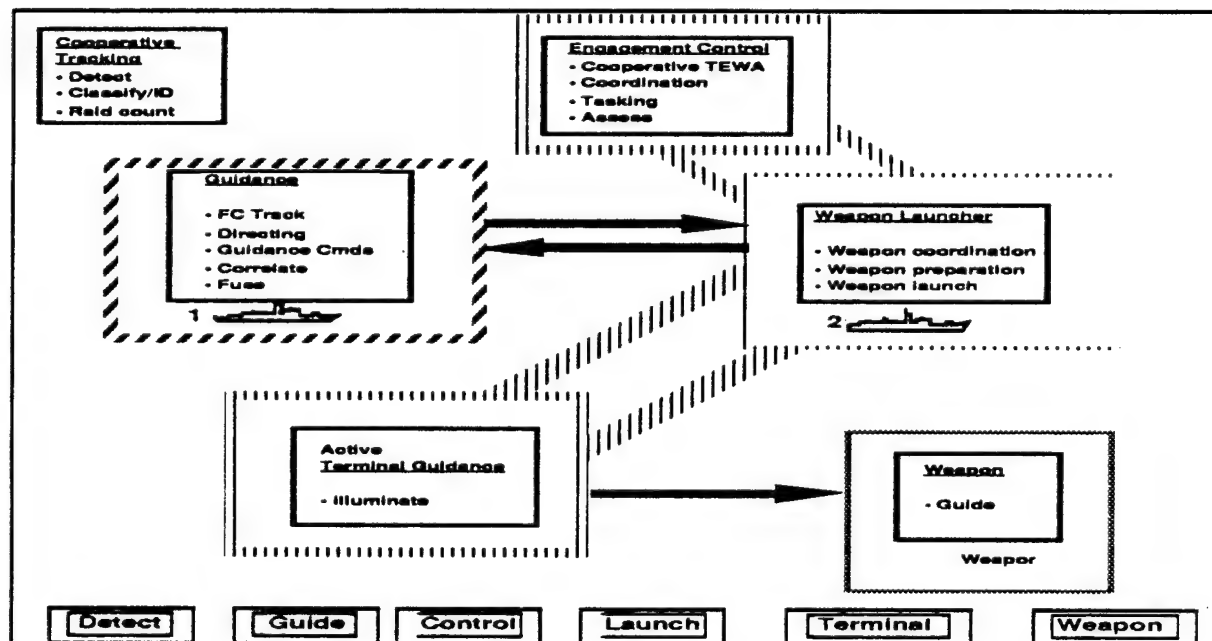 Cooperative
Tracking
- Detect
- Classify/ID
- Raid count
Engagement Control
- Cooperative TEWA
- Coordination
- Tasking
- Assess
Guidance
- FC Track
- Directing
- Guidance Cmds
- Correlate
- Fuse
1
Weapon Launcher
- Weapon coordination
- Weapon preparation
- Weapon launch
2
Active
Terminal Guidance
- Illuminate
Weapon
- Guide
Weapor
Detect
Guide
Control
Launch
Terminal
Weapon